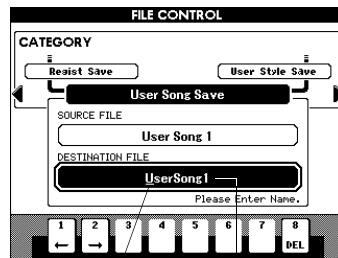 FILE CONTROL
CATEGORY
Resist Save
User Style Save
User Song Save
SOURCE FILE
User Song 1
DESTINATION FILE
UserSong1
Please Enter Name.
1 2 3 4 5 6 7 8
← → DEL